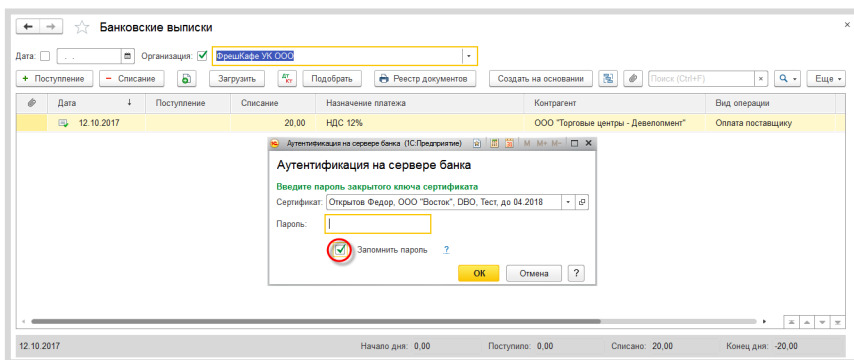 Банковские выписки
Дата: . . Организация: ФрешКафе УК ООО
+ Поступление − Списание Загрузить Дт Кт Подобрать Реестр документов Создать на основании Поиск (Ctrl+F) × Еще
Дата ↓ Поступление Списание Назначение платежа Контрагент Вид операции
12.10.2017 20,00 НДС 12% ООО "Торговые центры - Девелопмент" Оплата поставщику
Аутентификация на сервере банка (1С:Предприятие) M M+ M-
Аутентификация на сервере банка
Введите пароль закрытого ключа сертификата
Сертификат: Открытов Федор, ООО "Восток", DBO, Тест, до 04.2018
Пароль:
Запомнить пароль ?
ОК Отмена ?
12.10.2017 Начало дня: 0,00 Поступило: 0,00 Списано: 20,00 Конец дня: -20,00